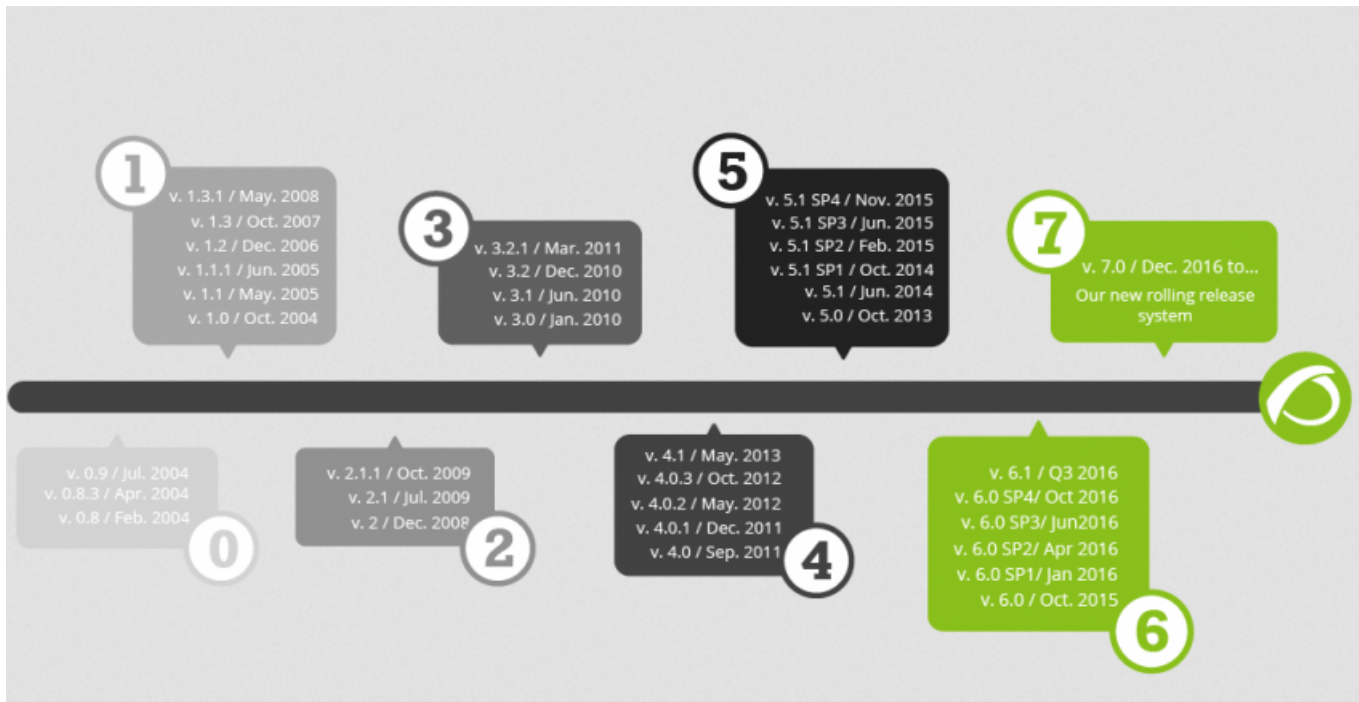 1
v. 1.3.1 / May. 2008
v. 1.3 / Oct. 2007
v. 1.2 / Dec. 2006
v. 1.1.1 / Jun. 2005
v. 1.1 / May. 2005
v. 1.0 / Oct. 2004
3
v. 3.2.1 / Mar. 2011
v. 3.2 / Dec. 2010
v. 3.1 / Jun. 2010
v. 3.0 / Jan. 2010
5
v. 5.1 SP4 / Nov. 2015
v. 5.1 SP3 / Jun. 2015
v. 5.1 SP2 / Feb. 2015
v. 5.1 SP1 / Oct. 2014
v. 5.1 / Jun. 2014
v. 5.0 / Oct. 2013
7
v. 7.0 / Dec. 2016 to...
Our new rolling release
system
v. 0.9 / Jul. 2004
v. 0.8.3 / Apr. 2004
v. 0.8 / Feb. 2004
0
v. 2.1.1 / Oct. 2009
v. 2.1 / Jul. 2009
v. 2 / Dec. 2008
2
v. 4.1 / May. 2013
v. 4.0.3 / Oct. 2012
v. 4.0.2 / May. 2012
v. 4.0.1 / Dec. 2011
v. 4.0 / Sep. 2011
4
v. 6.1 / Q3 2016
v. 6.0 SP4/ Oct 2016
v. 6.0 SP3/ Jun2016
v. 6.0 SP2/ Apr 2016
v. 6.0 SP1/ Jan 2016
v. 6.0 / Oct. 2015
6